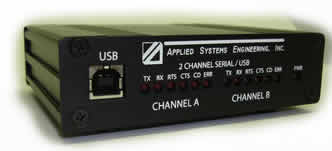 APPLIED SYSTEMS ENGINEERING, INC.
USB
2 CHANNEL SERIAL / USB
TX RX RTS CTS CD ERR TX RX RTS CTS CD ERR PWR
CHANNEL A CHANNEL B